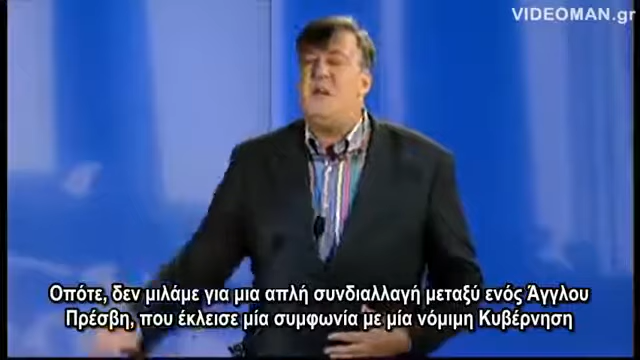 VIDEOMAN.gr
Οπότε, δεν μιλάμε για μια απλή συνδιαλλαγή μεταξύ ενός Άγγλου
Πρέσβη, που έκλεισε μία συμφωνία με μία νόμιμη Κυβέρνηση